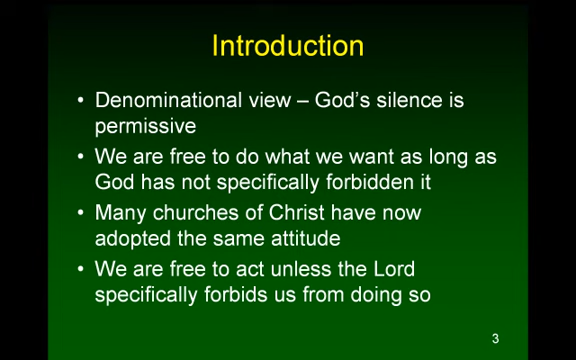 Introduction
• Denominational view – God's silence is
permissive
• We are free to do what we want as long as
God has not specifically forbidden it
• Many churches of Christ have now
adopted the same attitude
• We are free to act unless the Lord
specifically forbids us from doing so
3